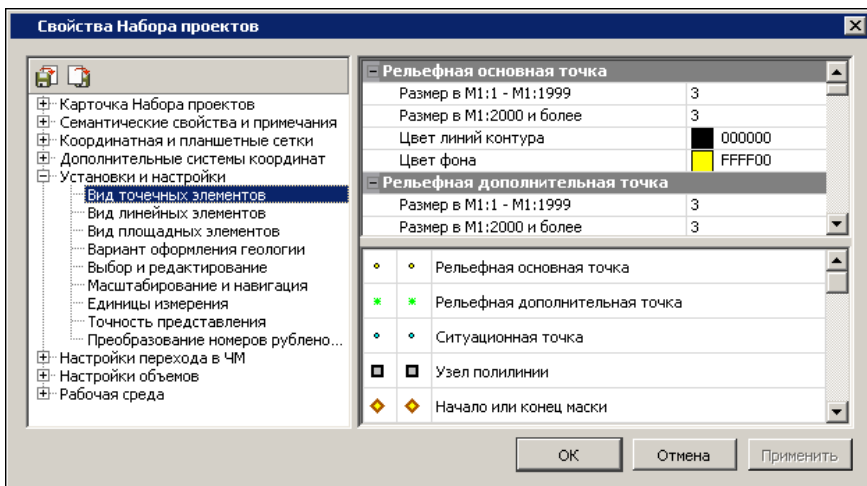 Свойства Набора проектов
Карточка Набора проектов
Семантические свойства и примечания
Координатная и планшетные сетки
Дополнительные системы координат
Установки и настройки
Вид точечных элементов
Вид линейных элементов
Вид площадных элементов
Вариант оформления геологии
Выбор и редактирование
Масштабирование и навигация
Единицы измерения
Точность представления
Преобразование номеров рублено...
Настройки перехода в ЧМ
Настройки объемов
Рабочая среда
Рельефная основная точка
Размер в М1:1 - М1:1999 3
Размер в М1:2000 и более 3
Цвет линий контура 000000
Цвет фона FFFF00
Рельефная дополнительная точка
Размер в М1:1 - М1:1999 3
Размер в М1:2000 и более 3
Рельефная основная точка
Рельефная дополнительная точка
Ситуационная точка
Узел полилинии
Начало или конец маски
ОК
Отмена
Применить